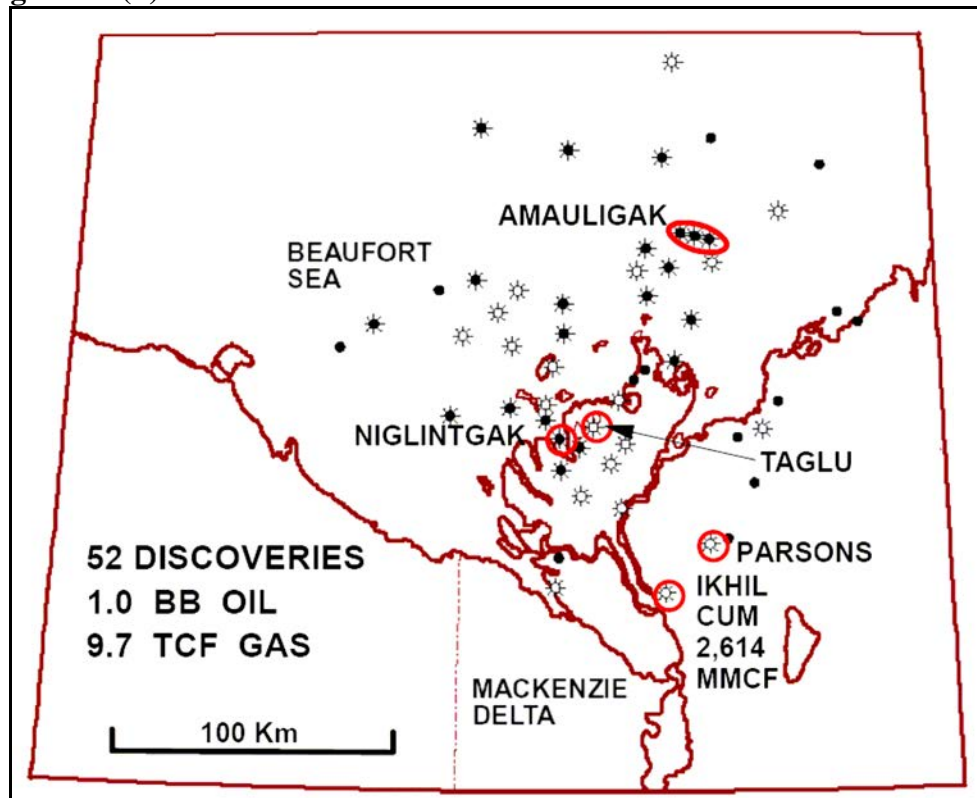 AMAULIGAK
BEAUFORT
SEA
NIGLINTGAK
TAGLU
PARSONS
IKHIL
CUM
2,614
MMCF
52 DISCOVERIES
1.0 BB OIL
9.7 TCF GAS
MACKENZIE
DELTA
100 Km